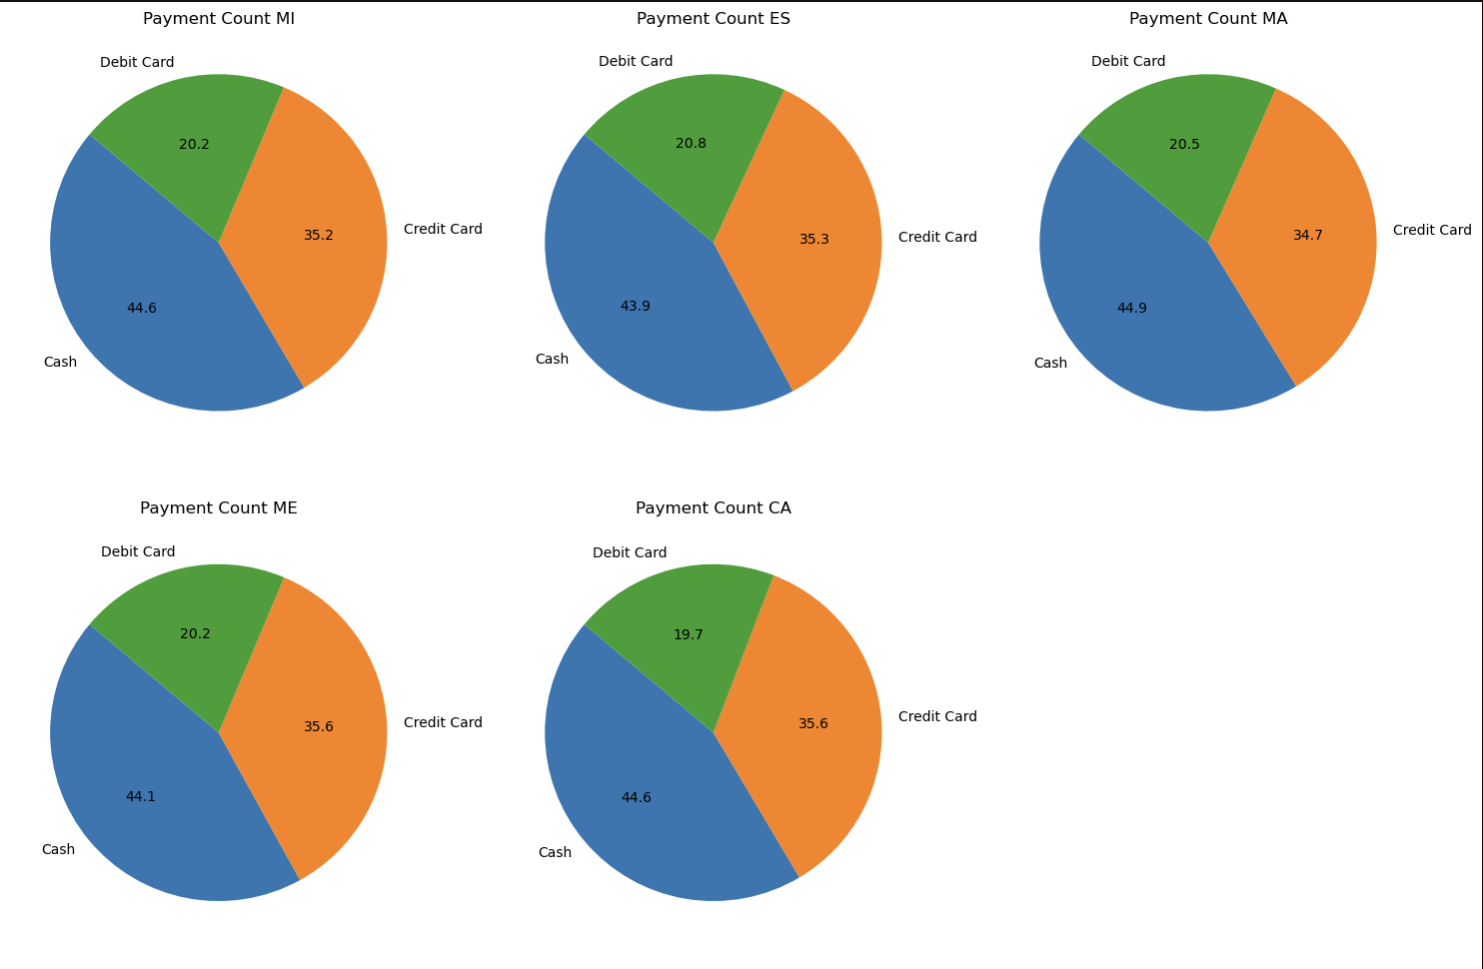 Payment Count MI
Debit Card
20.2
35.2
Credit Card
44.6
Cash
Payment Count ES
Debit Card
20.8
35.3
Credit Card
43.9
Cash
Payment Count MA
Debit Card
20.5
34.7
Credit Card
44.9
Cash
Payment Count ME
Debit Card
20.2
35.6
Credit Card
44.1
Cash
Payment Count CA
Debit Card
19.7
35.6
Credit Card
44.6
Cash